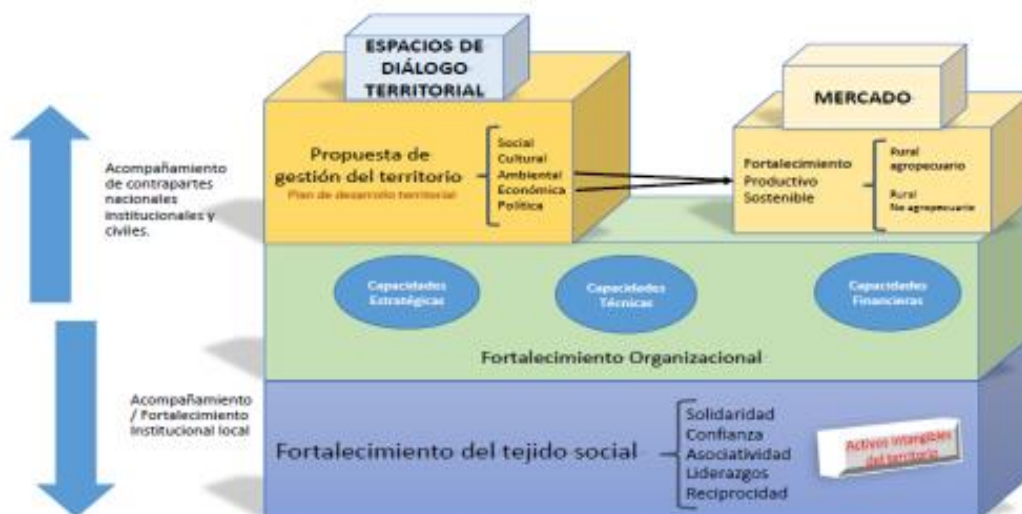 ESPACIOS DE
DIÁLOGO
TERRITORIAL
MERCADO
Propuesta de
gestión del territorio
Plan de desarrollo territorial
Social
Cultural
Ambiental
Económica
Política
Fortalecimiento
Productivo
Sostenible
Rural
agropecuario
Rural
No agropecuario
Acompañamiento
de contrapartes
nacionales
institucionales y
civiles.
Capacidades
Estratégicas
Capacidades
Técnicas
Capacidades
Financieras
Fortalecimiento Organizacional
Acompañamiento
/ Fortalecimiento
Institucional local
Fortalecimiento del tejido social
Solidaridad
Confianza
Asociatividad
Liderazgos
Reciprocidad
Activos intangibles
del territorio